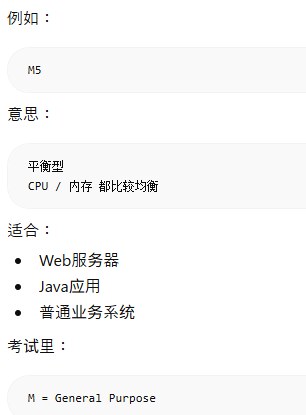 例如：
M5
意思：
平衡型
CPU / 内存 都比较均衡
适合：
Web服务器
Java应用
普通业务系统
考试里：
M = General Purpose